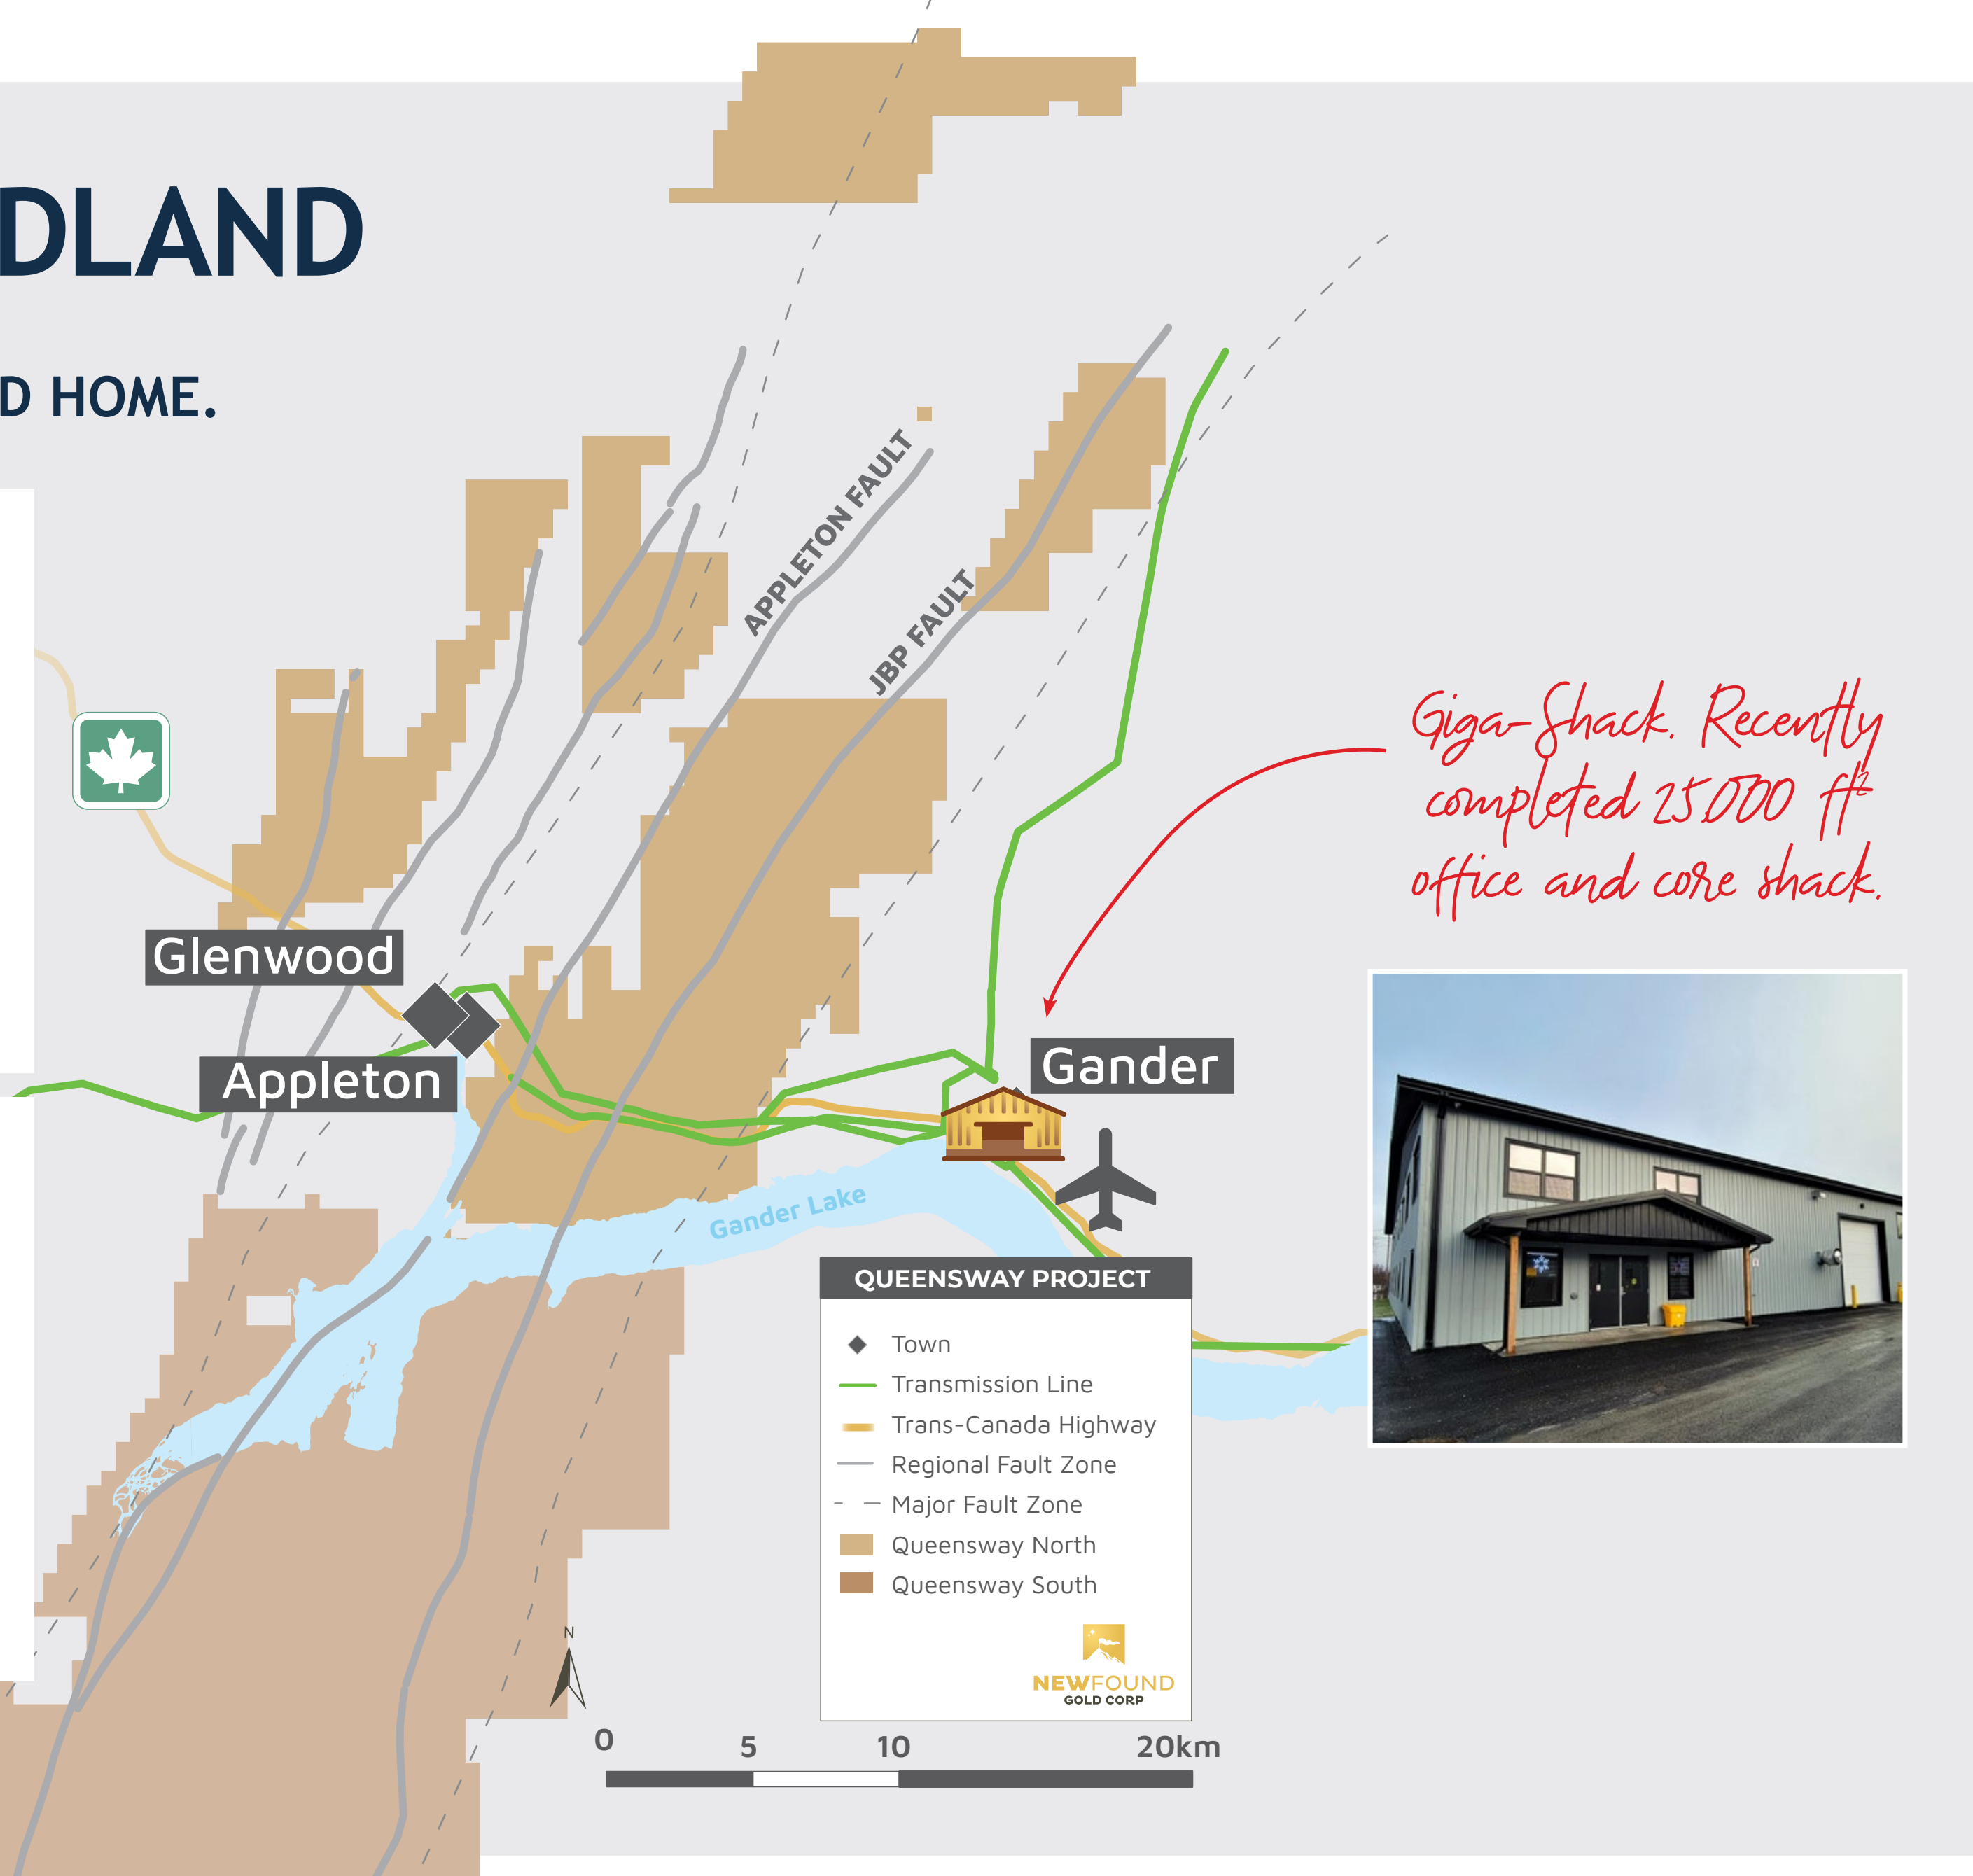 DLAND
D HOME.
APPLETON FAULT
JBP FAULT
Giga-Shack. Recently
completed 25,000 ft²
office and core shack.
Glenwood
Appleton
Gander
Gander Lake
QUEENSWAY PROJECT
Town
Transmission Line
Trans-Canada Highway
Regional Fault Zone
Major Fault Zone
Queensway North
Queensway South
N
NEWFOUND
GOLD CORP
0 5 10 20km